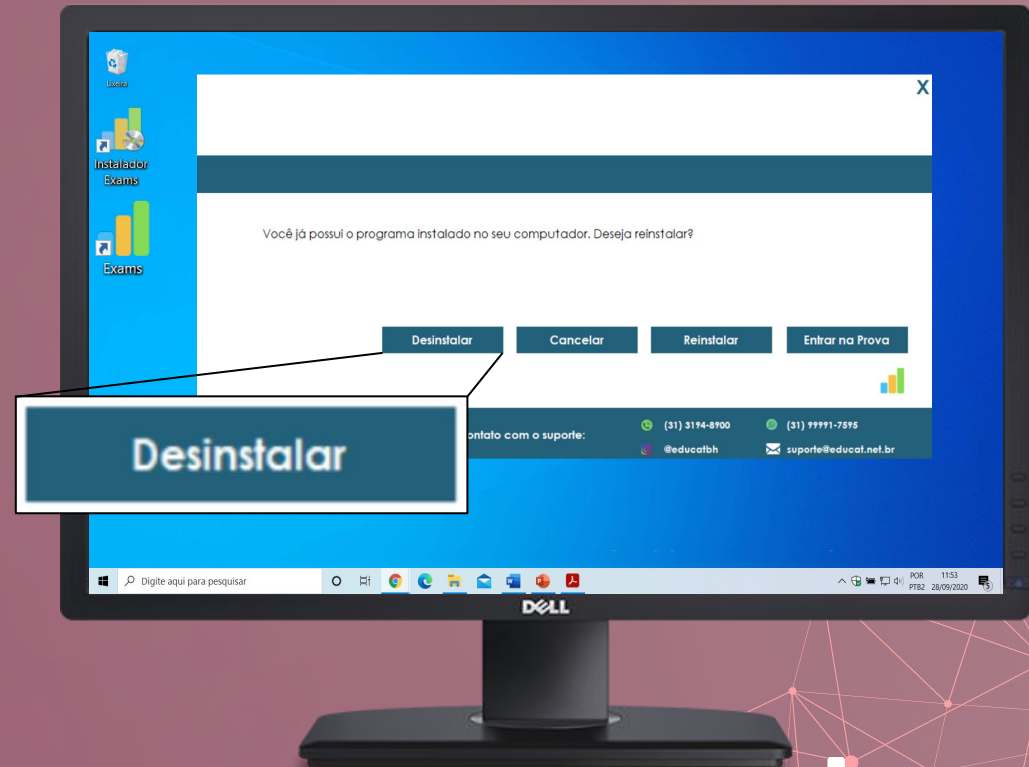 Lixeira
Instalador
Exams
Exams
X
Você já possui o programa instalado no seu computador. Deseja reinstalar?
Desinstalar
Cancelar
Reinstalar
Entrar na Prova
Desinstalar
com o suporte:
(31) 3194-8900
(31) 99991-7595
@educatbh
suporte@educat.net.br
Digite aqui para pesquisar
POR
PTB2
11:53
28/09/2020
5
DELL